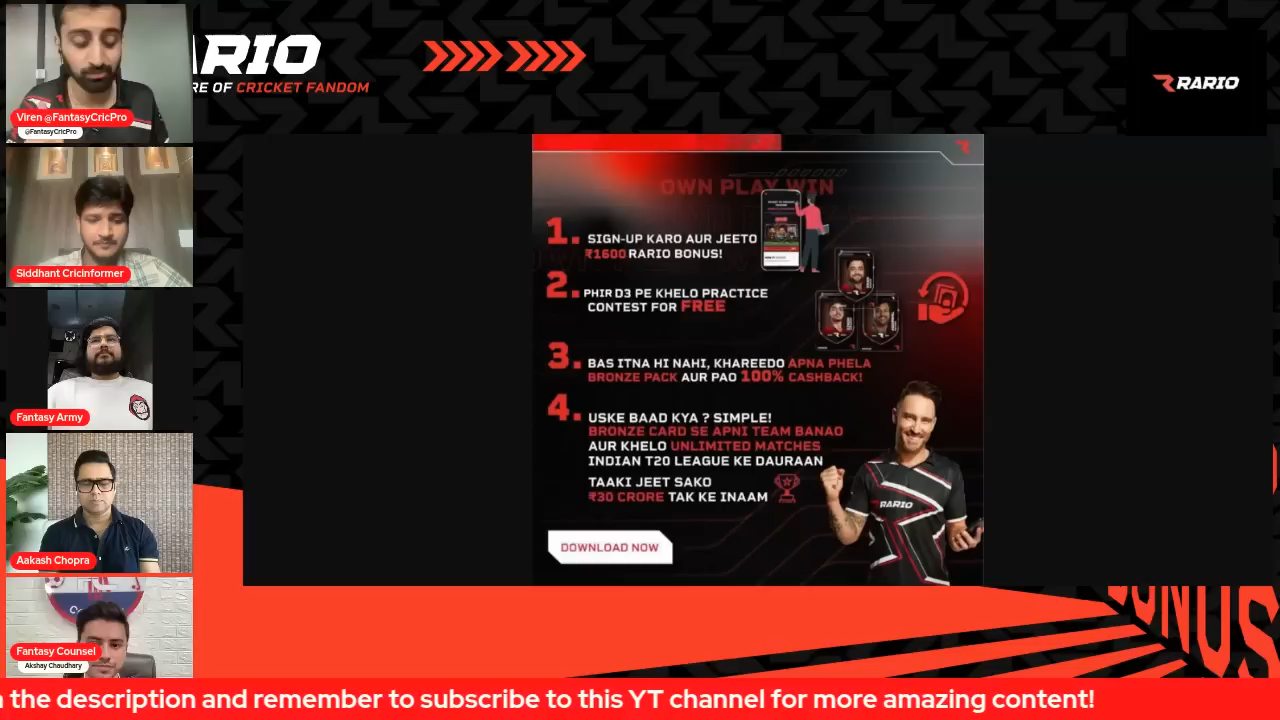 ARIO
RE OF CRICKET FANDOM
RARIO
Viren @FantasyCricPro
@FantasyCricPro
Siddhant Cricinformer
Fantasy Army
Aakash Chopra
Fantasy Counsel
Akshay Chaudhary
OWN PLAY WIN
1. SIGN-UP KARO AUR JEETO
₹1600 RARIO BONUS!
2. PHIR D3 PE KHELO PRACTICE
CONTEST FOR FREE
3. BAS ITNA HI NAHI, KHAREEDO APNA PHELA
BRONZE PACK AUR PAO 100% CASHBACK!
4. USKE BAAD KYA ? SIMPLE!
BRONZE CARD SE APNI TEAM BANAO
AUR KHELO UNLIMITED MATCHES
INDIAN T20 LEAGUE KE DAURAAN
TAAKI JEET SAKO
₹30 CRORE TAK KE INAAM
RARIO
DOWNLOAD NOW
BONUS
the description and remember to subscribe to this YT channel for more amazing content!